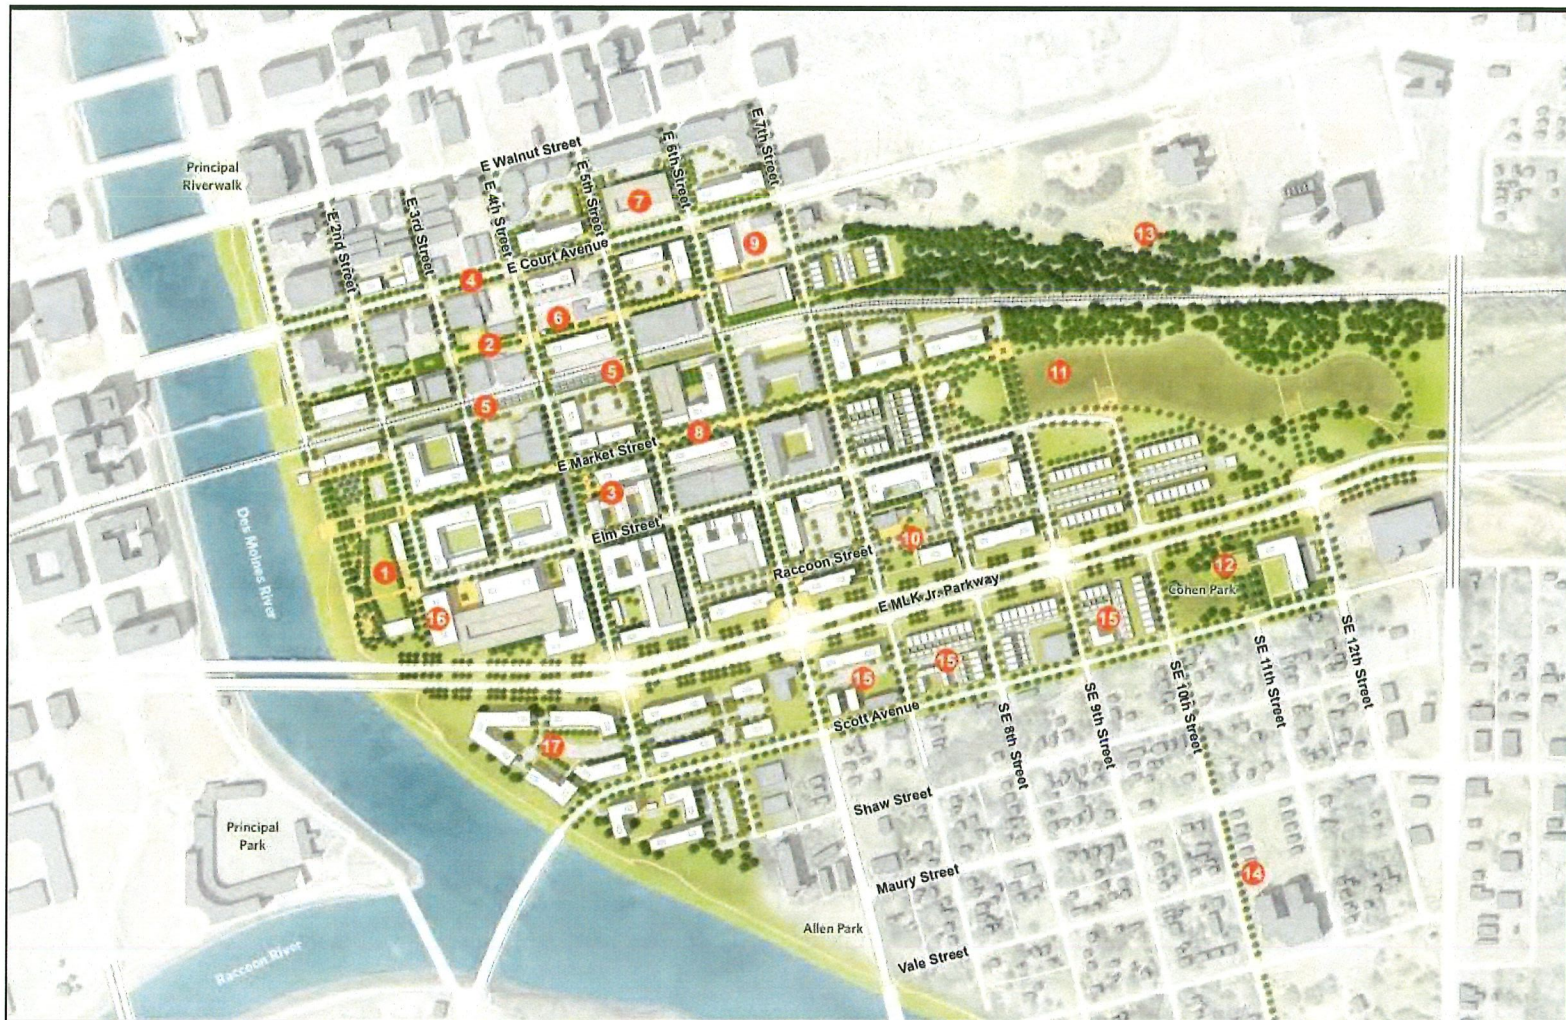 Principal
Riverwalk
E Walnut Street
E 2nd Street
E 3rd Street
E 4th Street
E 5th Street
E 6th Street
E 7th Street
7
9
13
4
E Court Avenue
6
2
5
5
11
8
E Market Street
3
Elm Street
Des Moines River
1
10
Raccoon Street
12
Cohen Park
E MLK Jr. Parkway
16
15
15
15
SE 12th Street
SE 11th Street
SE 10th Street
SE 9th Street
SE 8th Street
Scott Avenue
17
Shaw Street
Principal
Park
Maury Street
14
Allen Park
Vale Street
Raccoon River